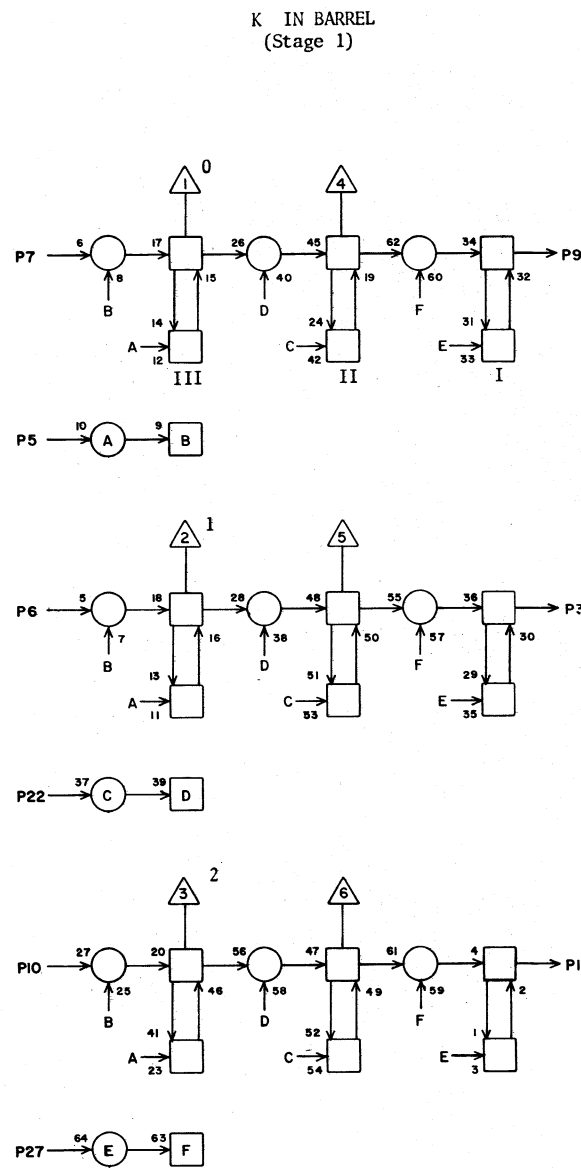 K IN BARREL
(Stage 1)
1 0 4
P7 6 8 17 15 26 40 45 19 62 60 34 32 P9
B D F
14 24 31
A 12 C 42 E 33
III II I
P5 10 A 9 B
2 1 5
P6 5 7 18 16 28 38 48 50 55 57 36 30 P3
B D F
13 51 29
A 11 C 53 E 35
P22 37 C 39 D
3 2 6
P10 27 25 20 46 56 58 47 49 61 59 4 2 P1
B D F
41 52 1
A 23 C 54 E 3
P27 64 E 63 F